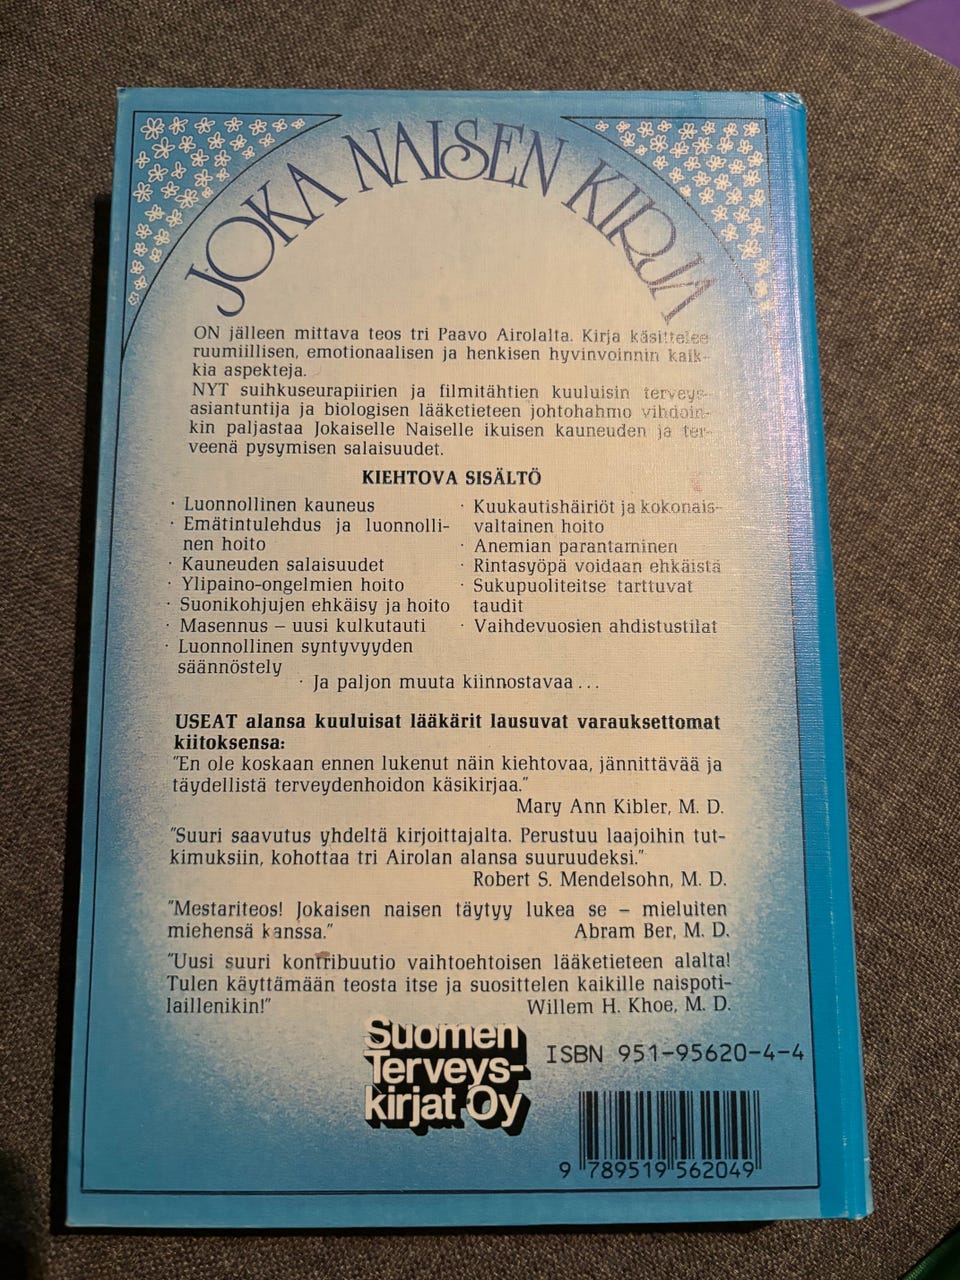 JOKA NAISEN KIRJA
ON jälleen mittava teos tri Paavo Airolalta. Kirja käsittelee
ruumiillisen, emotionaalisen ja henkisen hyvinvoinnin kaik-
kia aspekteja.
NYT suihkuseurapiirien ja filmitähtien kuuluisin terveys-
asiantuntija ja biologisen lääketieteen johtohahmo vihdoin-
kin paljastaa Jokaiselle Naiselle ikuisen kauneuden ja ter-
veenä pysymisen salaisuudet.
KIEHTOVA SISÄLTÖ
· Luonnollinen kauneus
· Emätintulehdus ja luonnolli-
nen hoito
· Kauneuden salaisuudet
· Ylipaino-ongelmien hoito
· Suonikohjujen ehkäisy ja hoito
· Masennus – uusi kulkutauti
· Luonnollinen syntyvyyden
säännöstely
· Kuukautishäiriöt ja kokonais-
valtainen hoito
· Anemian parantaminen
· Rintasyöpä voidaan ehkäistä
· Sukupuoliteitse tarttuvat
taudit
· Vaihdevuosien ahdistustilat
· Ja paljon muuta kiinnostavaa...
USEAT alansa kuuluisat lääkärit lausuvat varauksettomat
kiitoksensa:
"En ole koskaan ennen lukenut näin kiehtovaa, jännittävää ja
täydellistä terveydenhoidon käsikirjaa."
Mary Ann Kibler, M. D.
"Suuri saavutus yhdeltä kirjoittajalta. Perustuu laajoihin tut-
kimuksiin, kohottaa tri Airolan alansa suuruudeksi."
Robert S. Mendelsohn, M. D.
"Mestariteos! Jokaisen naisen täytyy lukea se – mieluiten
miehensä kanssa." Abram Ber, M. D.
"Uusi suuri kontribuutio vaihtoehtoisen lääketieteen alalta!
Tulen käyttämään teosta itse ja suosittelen kaikille naispoti-
laillenikin!" Willem H. Khoe, M. D.
Suomen
Terveys-
kirjat Oy
ISBN 951-95620-4-4
9 789519 562049